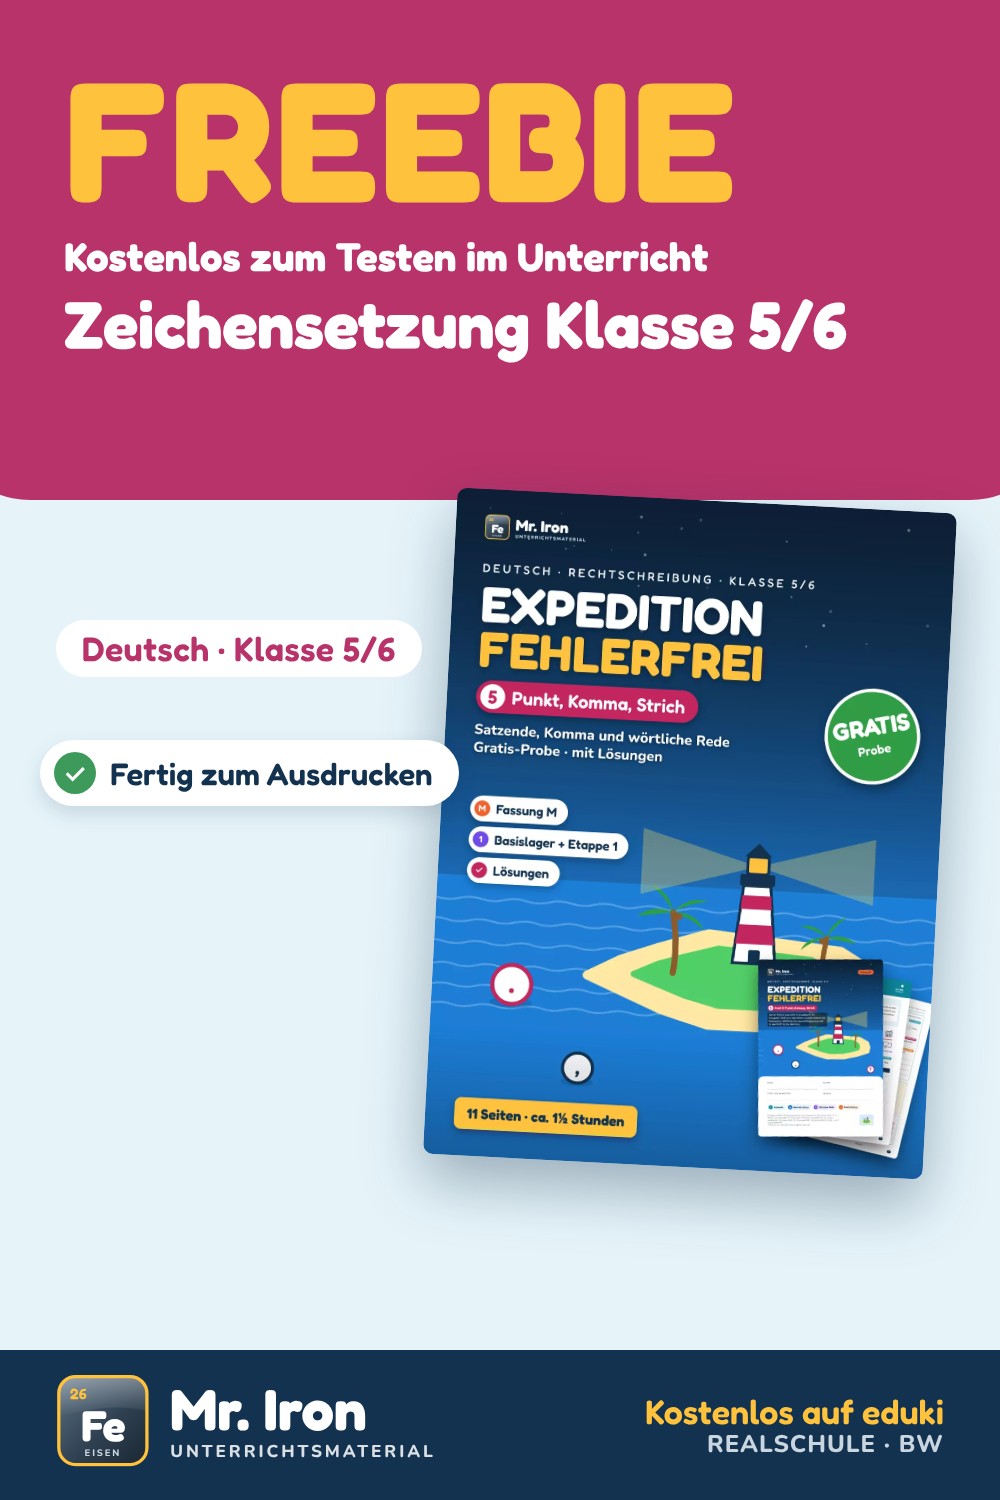 FREEBIE
Kostenlos zum Testen im Unterricht
Zeichensetzung Klasse 5/6
Deutsch · Klasse 5/6
Fertig zum Ausdrucken
Fe
Mr. Iron
UNTERRICHTSMATERIAL
DEUTSCH · RECHTSCHREIBUNG · KLASSE 5/6
EXPEDITION
FEHLERFREI
5 Punkt, Komma, Strich
Satzende, Komma und wörtliche Rede
Gratis-Probe · mit Lösungen
GRATIS
Probe
M Fassung M
1 Basislager + Etappe 1
Lösungen
.
,
11 Seiten · ca. 1½ Stunden
Mr. Iron
EXPEDITION
FEHLERFREI
26
Fe
EISEN
Mr. Iron
UNTERRICHTSMATERIAL
Kostenlos auf eduki
REALSCHULE · BW